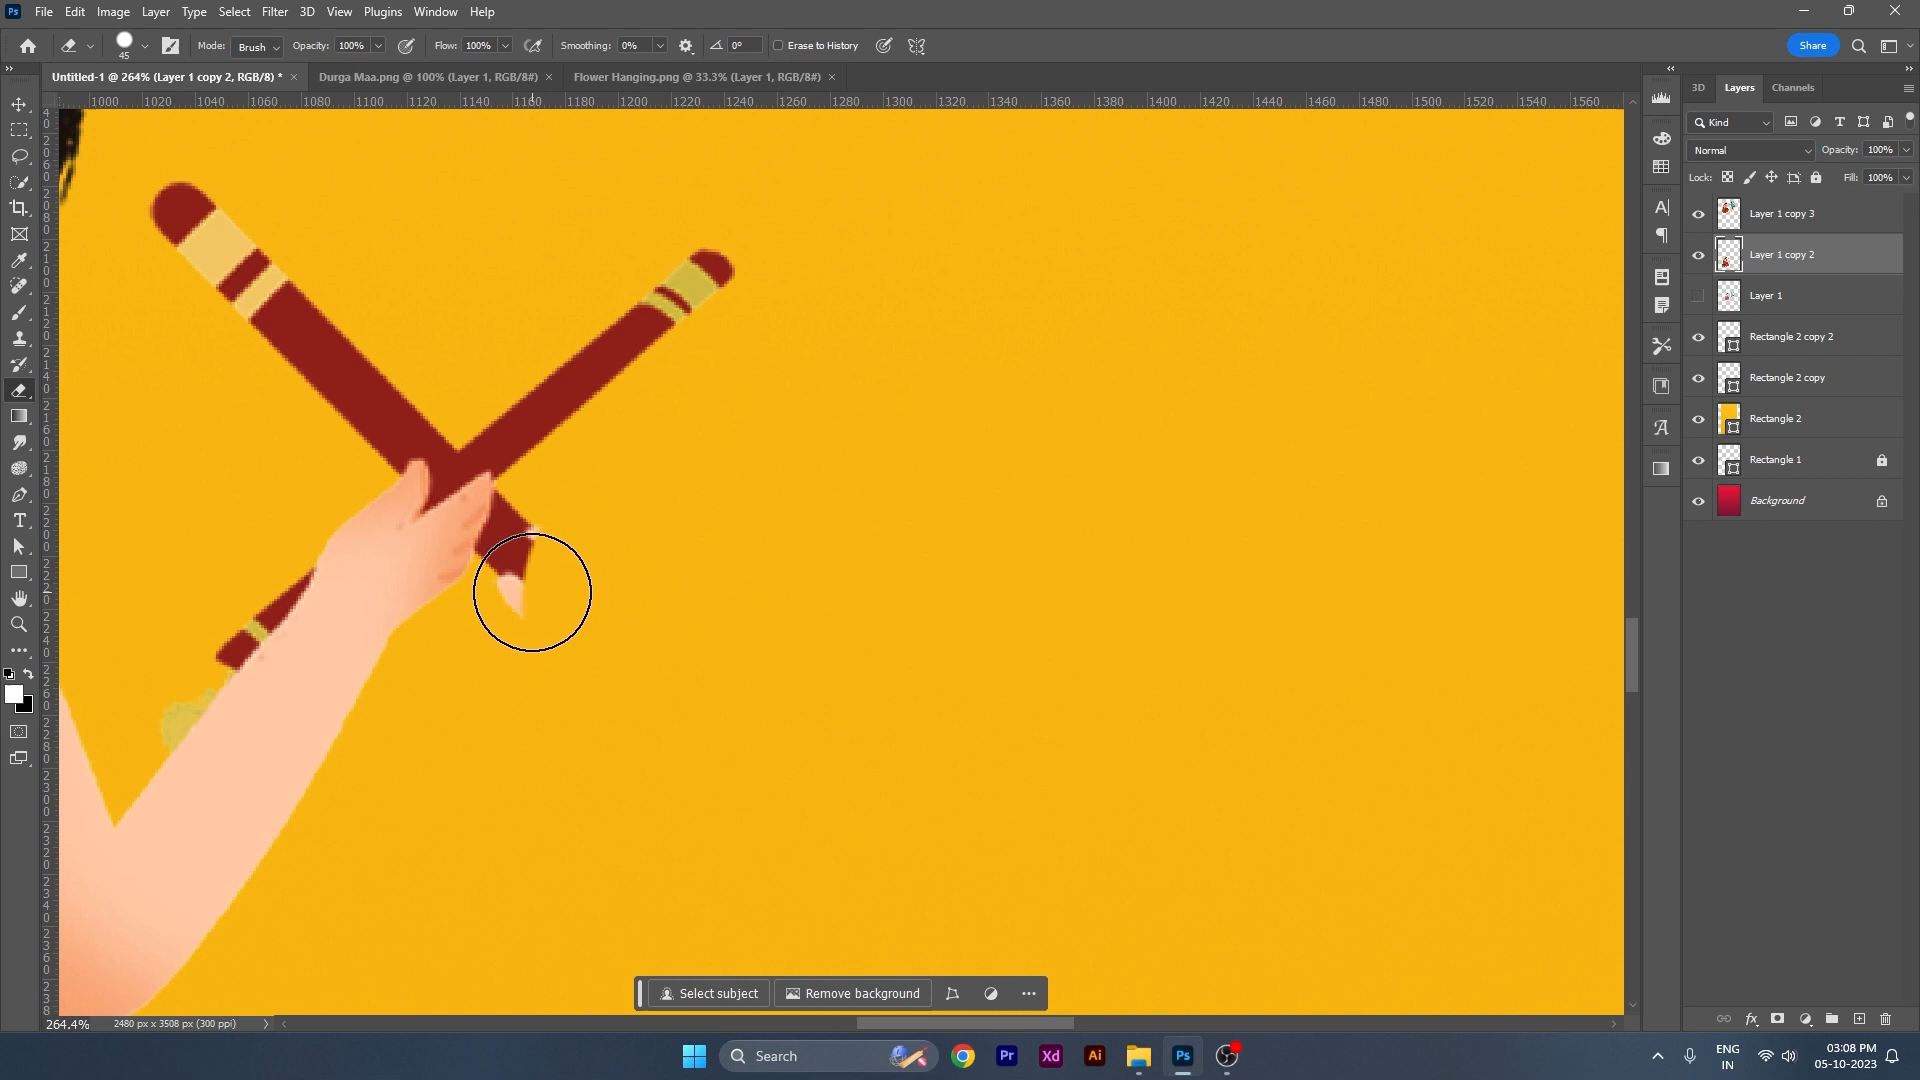 Ps File Edit Image Layer Type Select Filter 3D View Plugins Window Help
45 Mode: Brush Opacity: 100% Flow: 100% Smoothing: 0% 0° Erase to History Share
Untitled-1 @ 264% (Layer 1 copy 2, RGB/8) * × Durga Maa.png @ 100% (Layer 1, RGB/8#) × Flower Hanging.png @ 33.3% (Layer 1, RGB/8#) ×
1000 1020 1040 1060 1080 1100 1120 1140 1160 1180 1200 1220 1240 1260 1280 1300 1320 1340 1360 1380 1400 1420 1440 1460 1480 1500 1520 1540 1560
3D Layers Channels
Kind
Normal Opacity: 100%
Lock: Fill: 100%
Layer 1 copy 3
Layer 1 copy 2
Layer 1
Rectangle 2 copy 2
Rectangle 2 copy
Rectangle 2
Rectangle 1
Background
Select subject Remove background
264.4% 2480 px x 3508 px (300 ppi)
Search Pr Xd Ai Ps
ENG
IN
03:08 PM
05-10-2023